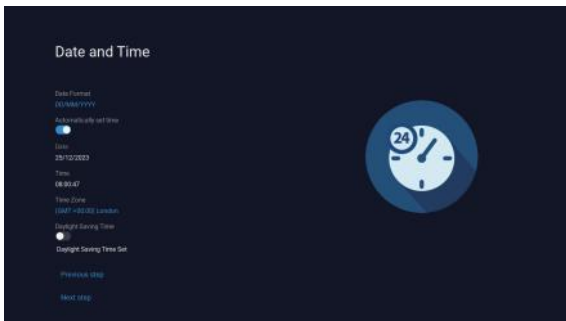 Date and Time
Date Format
DD/MM/YYYY
Automatically set time
Date
25/12/2023
Time
08:00:47
Time Zone
(GMT +00:00) London
Daylight Saving Time
Daylight Saving Time Set
Previous step
Next step
24